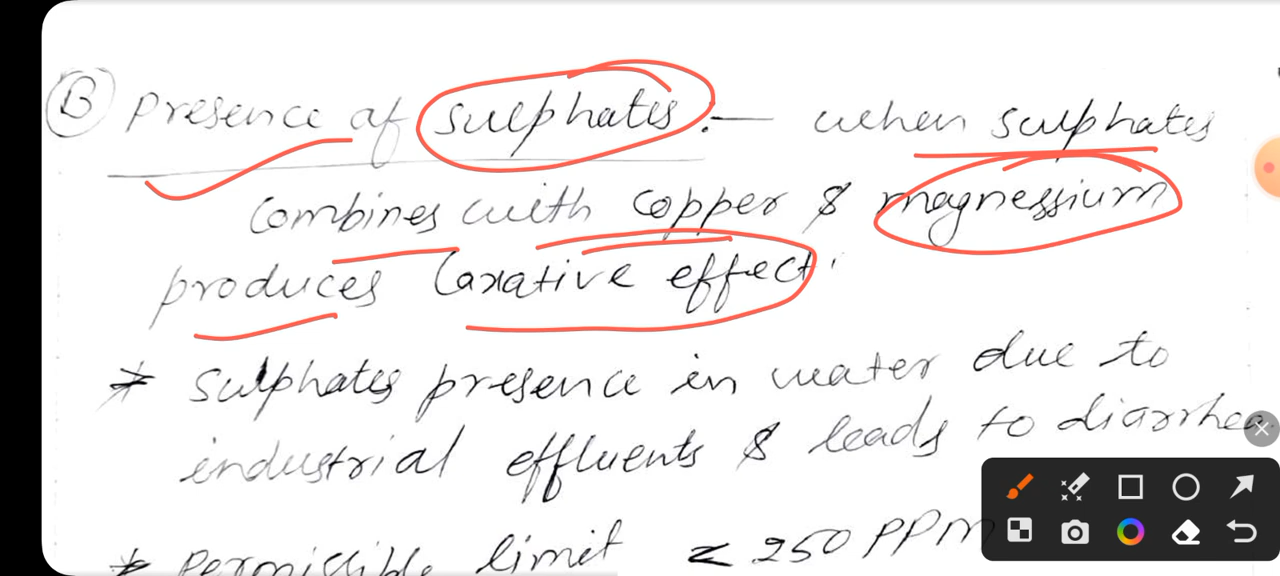 (B) Presence of sulphates :— when sulphates
combines with copper & magnessium
produces laxative effect.
* sulphates presence in water due to
industrial effluents & leads to diarrhea
* Permissible limit < 250 PPM